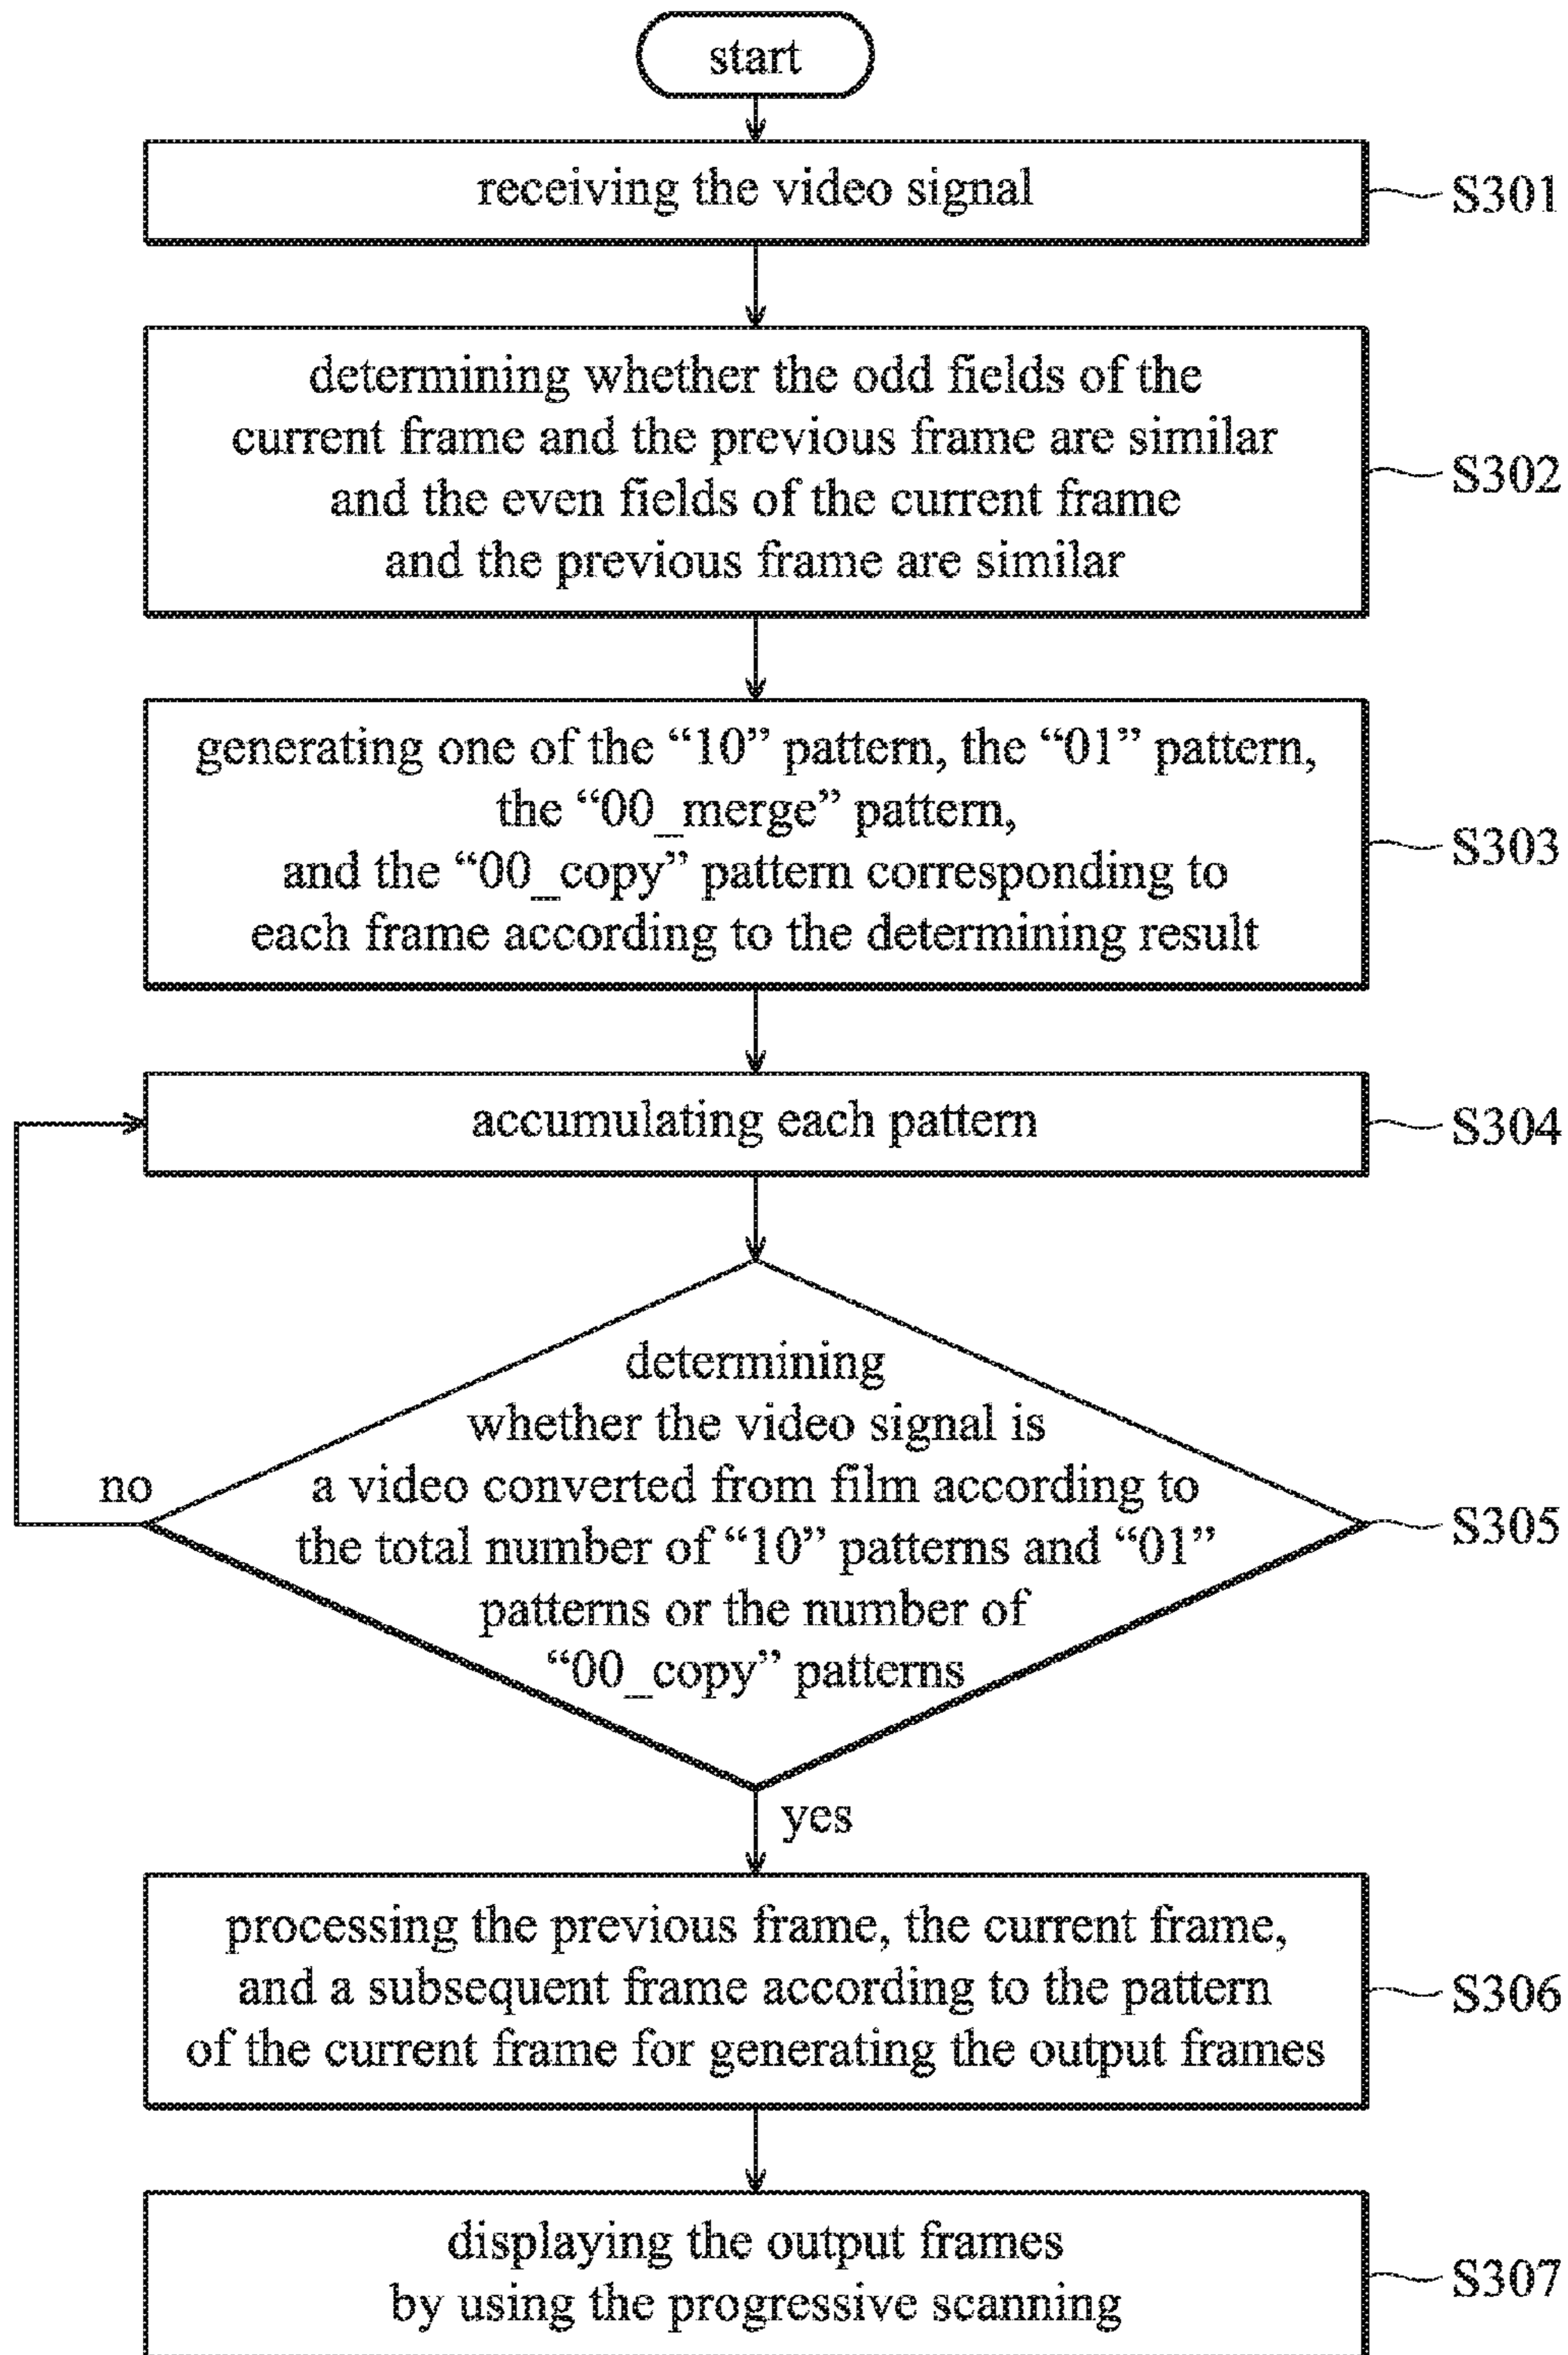 start
receiving the video signal
S301
determining whether the odd fields of the
current frame and the previous frame are similar
and the even fields of the current frame
and the previous frame are similar
S302
generating one of the “10” pattern, the “01” pattern,
the “00_merge” pattern,
and the “00_copy” pattern corresponding to
each frame according to the determining result
S303
accumulating each pattern
S304
determining
whether the video signal is
a video converted from film according to
the total number of “10” patterns and “01”
patterns or the number of
“00_copy” patterns
no
S305
yes
processing the previous frame, the current frame,
and a subsequent frame according to the pattern
of the current frame for generating the output frames
S306
displaying the output frames
by using the progressive scanning
S307